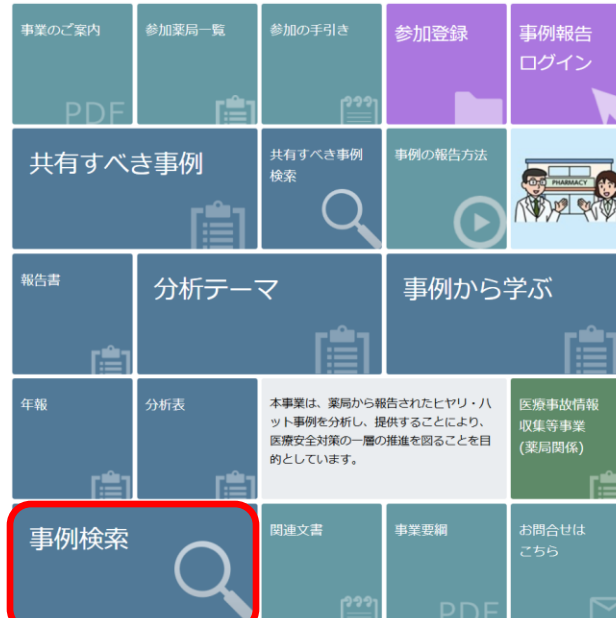 事業のご案内
PDF
参加薬局一覧
参加の手引き
参加登録
事例報告
ログイン
共有すべき事例
共有すべき事例
検索
事例の報告方法
PHARMACY
報告書
分析テーマ
事例から学ぶ
年報
分析表
本事業は、薬局から報告されたヒヤリ・ハ
ット事例を分析し、提供することにより、
医療安全対策の一層の推進を図ることを目
的としています。
医療事故情報
収集等事業
(薬局関係)
事例検索
関連文書
事業要綱
PDF
お問合せは
こちら